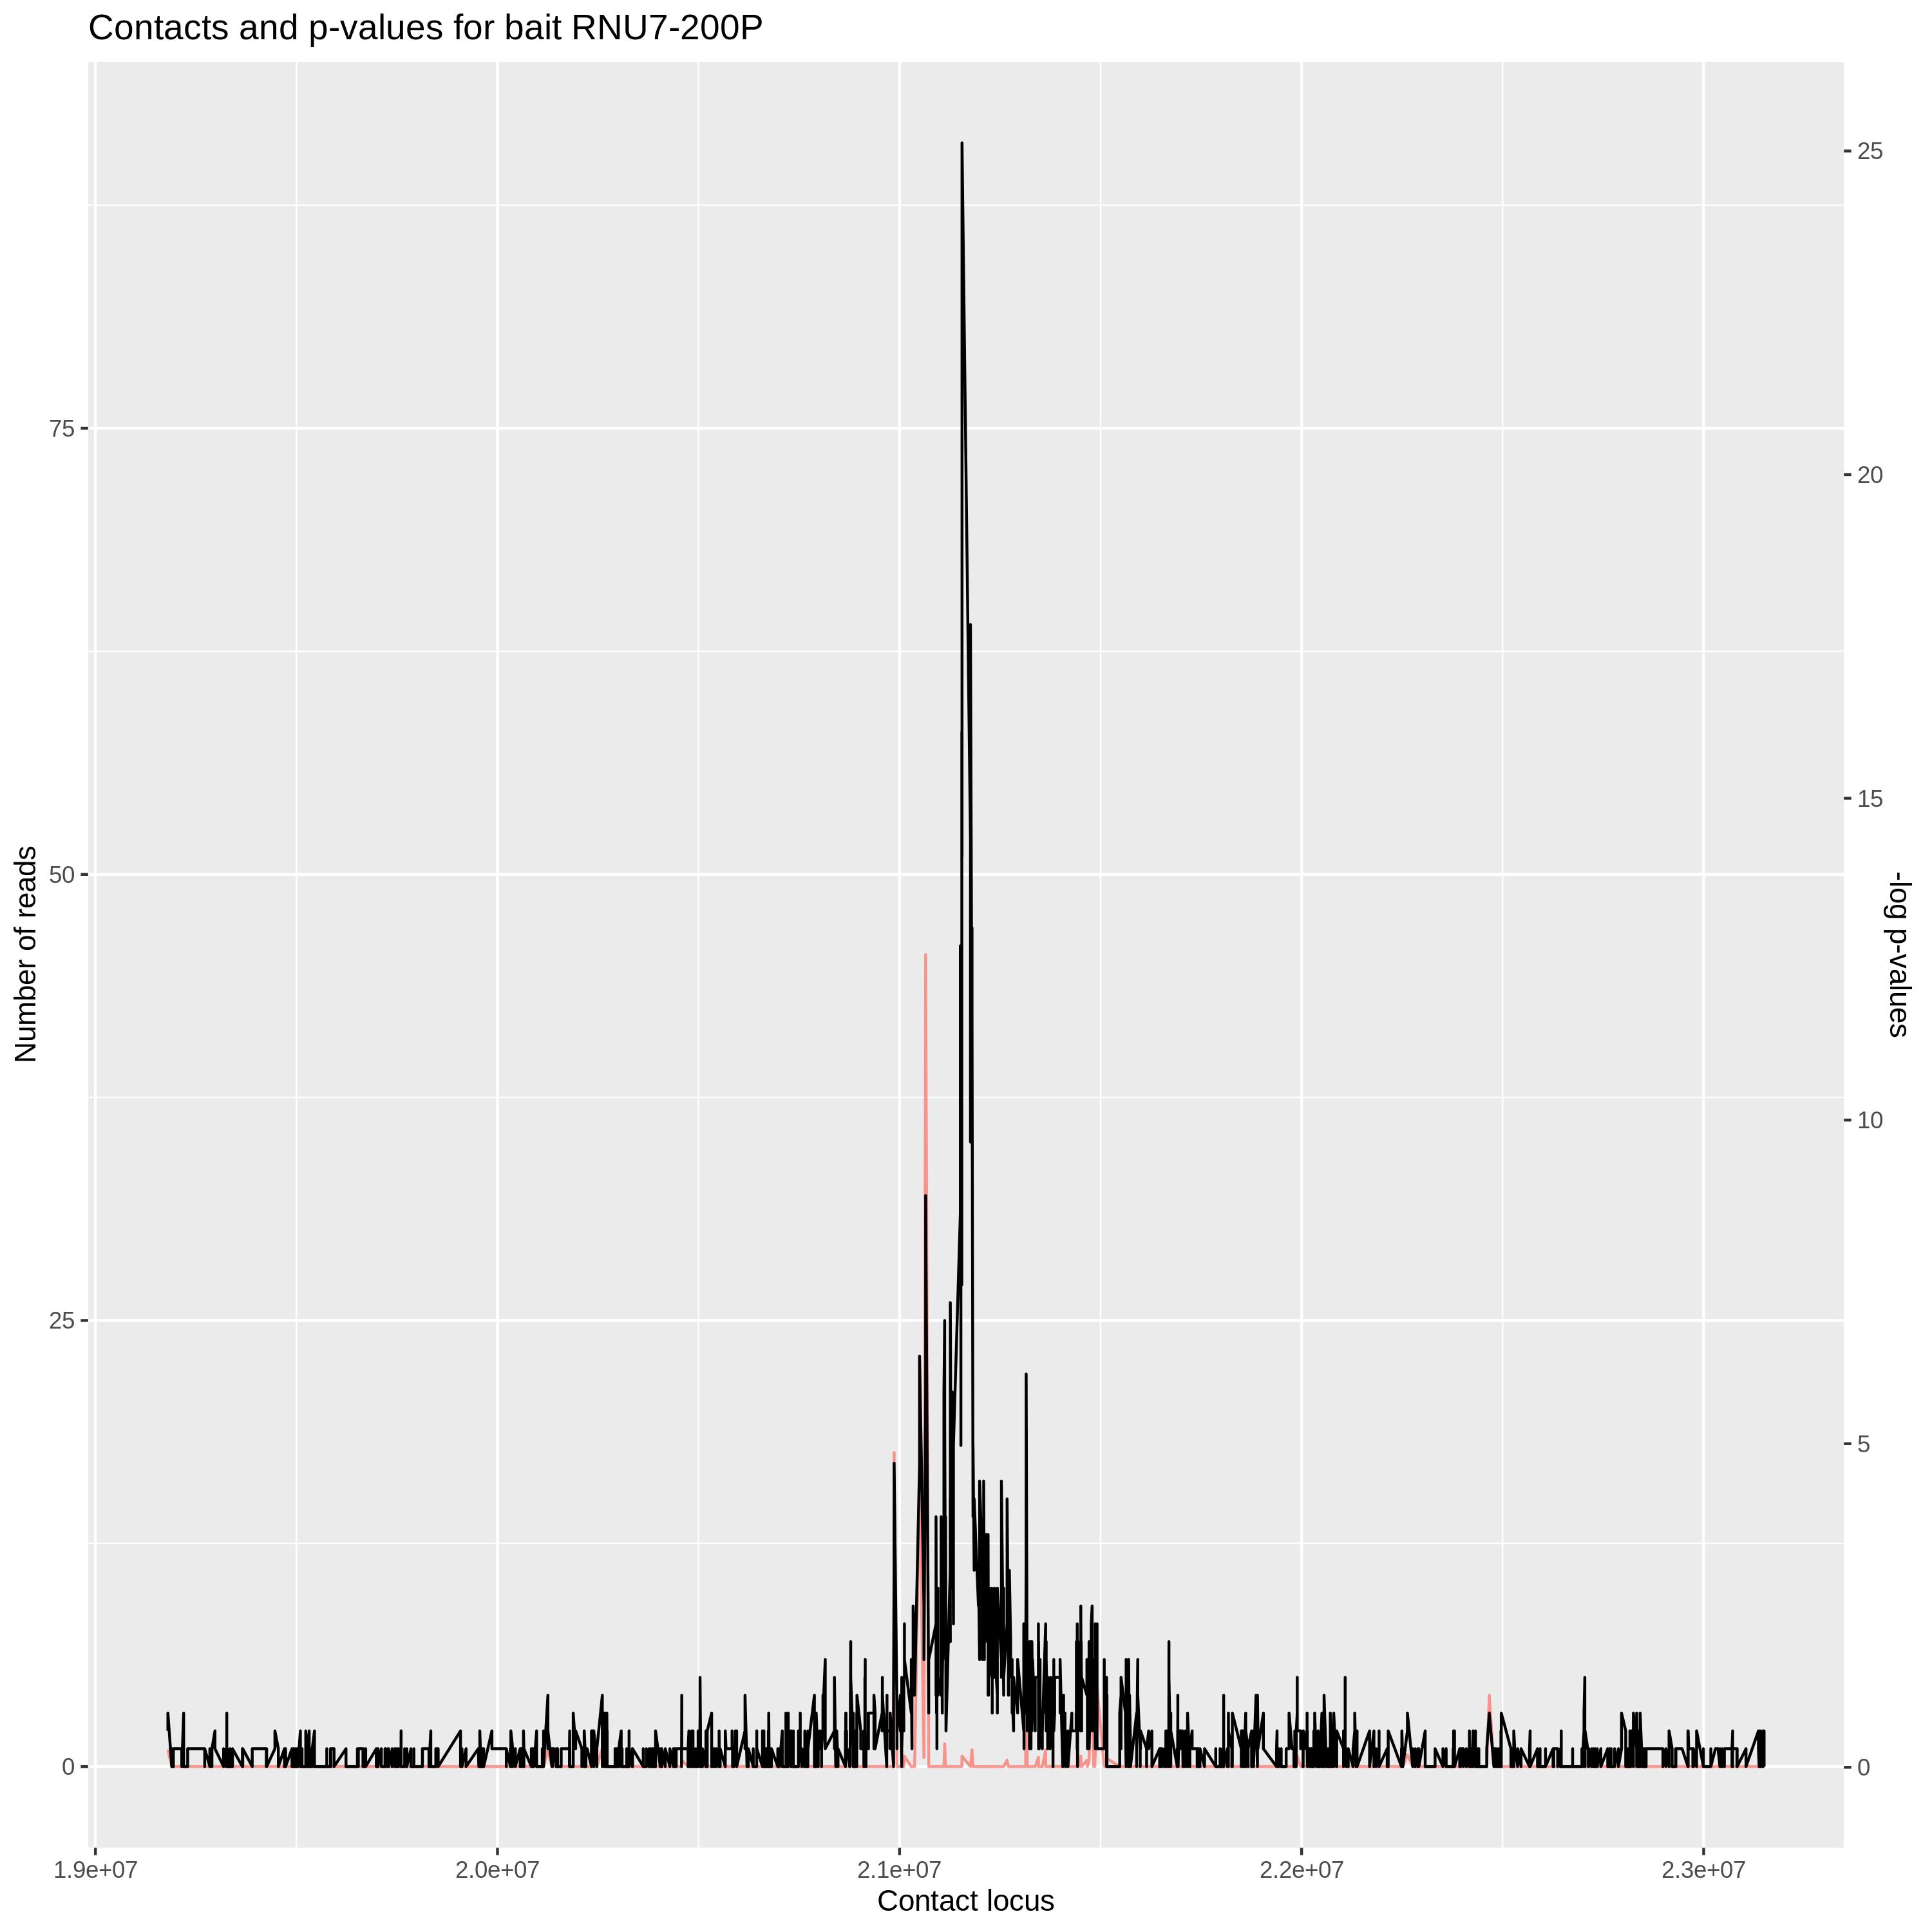 Contacts and p-values for bait RNU7-200P
Number of reads
75
50
25
0
25
20
15
10
5
0
-log p-values
1.9e+07
2.0e+07
2.1e+07
2.2e+07
2.3e+07
Contact locus